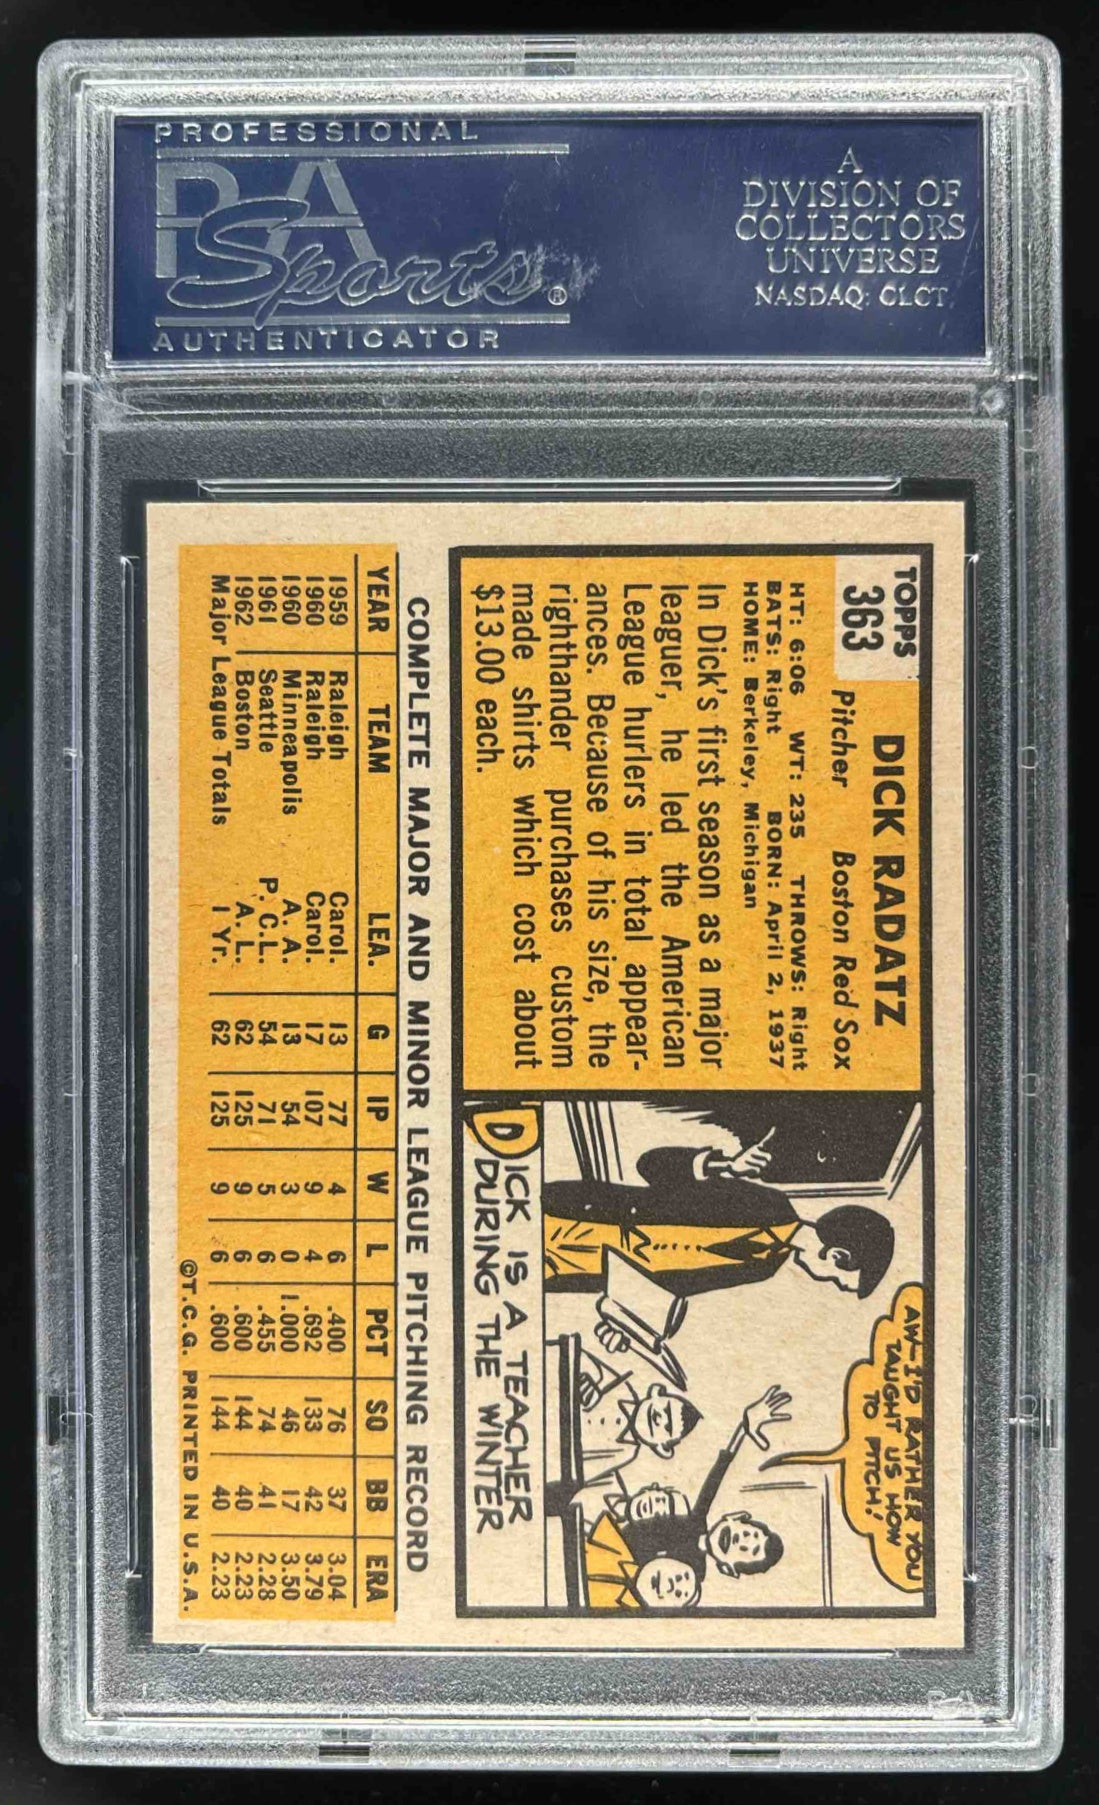 PROFESSIONAL
PSA
Sports®
AUTHENTICATOR
A
DIVISION OF
COLLECTORS
UNIVERSE
NASDAQ: CLCT
TOPPS
363
DICK RADATZ
Pitcher Boston Red Sox
HT: 6:06 WT: 235 THROWS: Right
BATS: Right BORN: April 2, 1937
HOME: Berkeley, Michigan
In Dick's first season as a major
league, he led the American
League hurlers in total appear-
ances. Because of his size, the
righthander purchases custom
made shirts which cost about
$13.00 each.
AW-I'D RATHER YOU
TAUGHT US HOW
TO PITCH!
DICK IS A TEACHER
DURING THE WINTER
COMPLETE MAJOR AND MINOR LEAGUE PITCHING RECORD
YEAR TEAM LEA. G IP W L PCT SO BB ERA
1959 Raleigh Carol. 13 77 4 6 .400 76 37 3.04
1960 Raleigh Carol. 17 107 9 4 .692 133 42 3.79
1960 Minneapolis A. A. 13 54 3 0 1.000 46 17 3.50
1961 Seattle P. C.L. 54 71 5 6 .455 74 41 2.28
1962 Boston A. L. 62 125 9 6 .600 144 40 2.23
Major League Totals 1 Yr. 62 125 9 6 .600 144 40 2.23
©T.C.G. PRINTED IN U.S.A.